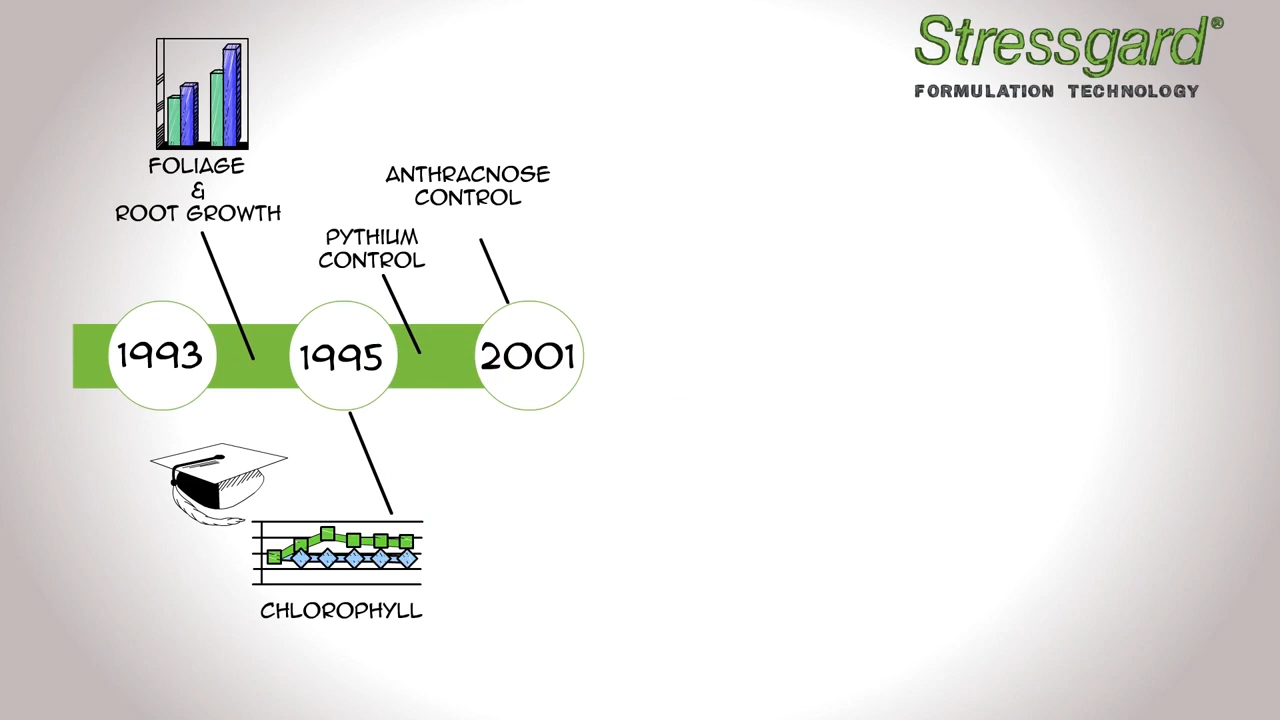 Stressgard®
FORMULATION TECHNOLOGY
FOLIAGE
&
ROOT GROWTH
ANTHRACNOSE
CONTROL
PYTHIUM
CONTROL
1993
1995
2001
CHLOROPHYLL